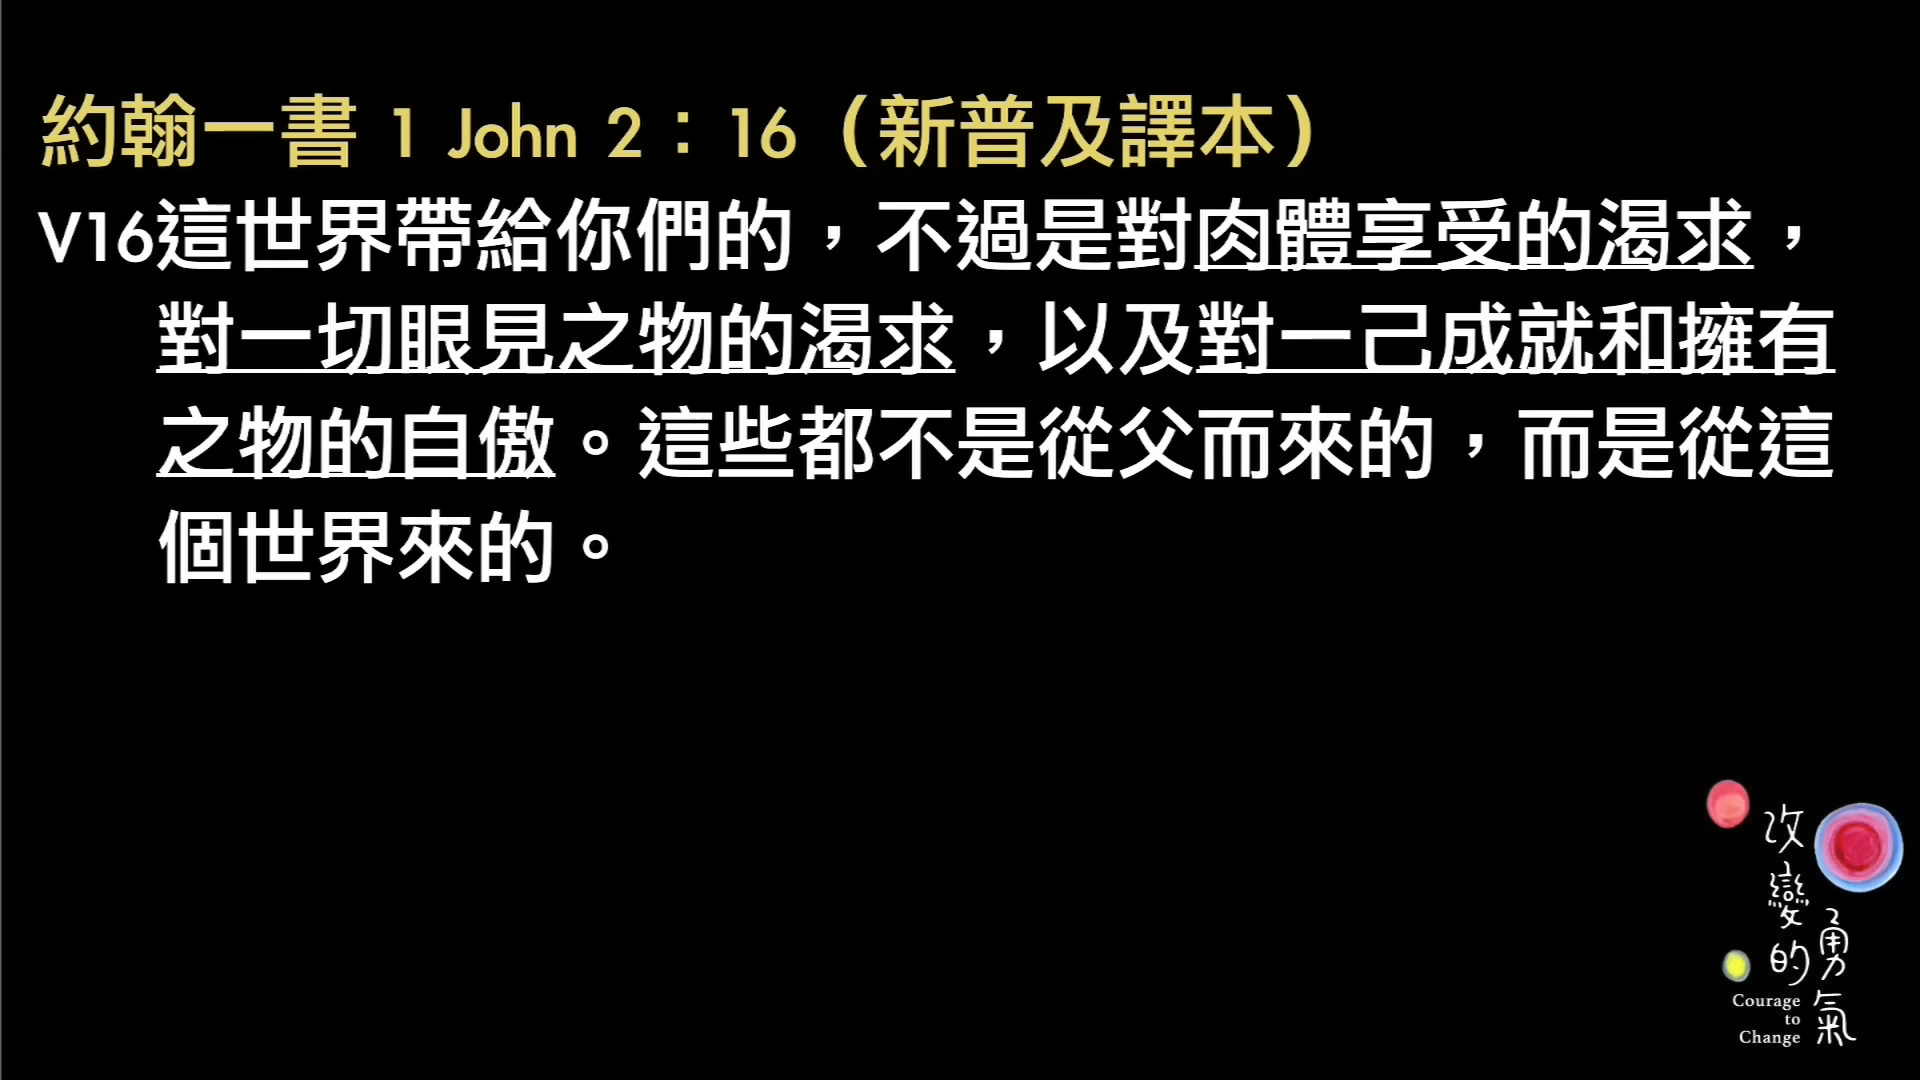 約翰一書 1 John 2：16（新普及譯本）
V16這世界帶給你們的，不過是對肉體享受的渴求，
對一切眼見之物的渴求，以及對一己成就和擁有
之物的自傲。這些都不是從父而來的，而是從這
個世界來的。
改變的
勇氣
Courage
to
Change